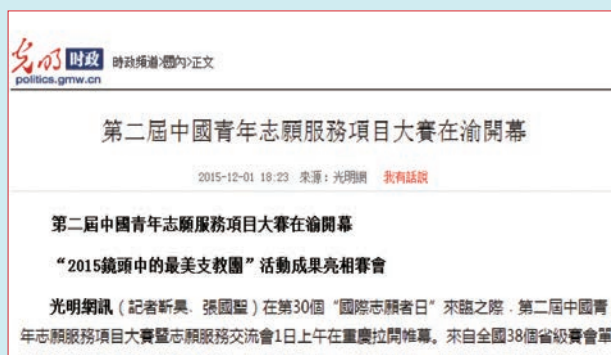 光明 时政 時政頻道>國內>正文
politics.gmw.cn
第二屆中國青年志願服務項目大賽在渝開幕
2015-12-01 18:23 來源：光明網 我有話說
第二屆中國青年志願服務項目大賽在渝開幕
“2015鏡頭中的最美支教團”活動成果亮相賽會
光明網訊（記者靳昊、張國聖）在第30個“國際志願者日”來臨之際，第二屆中國青
年志願服務項目大賽暨志願服務交流會1日上午在重慶拉開帷幕。來自全國38個省級賽會單